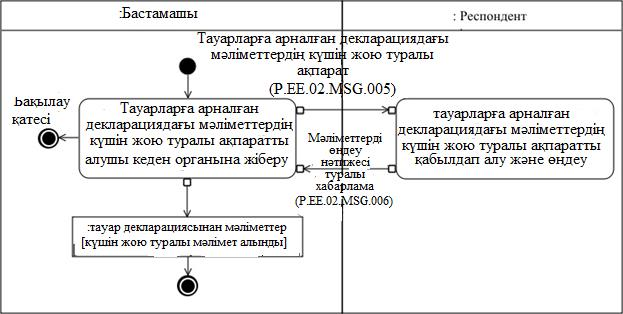 :Бастамашы
: Респондент
Тауарларға арналған декларациядағы
мәліметтердің күшін жою туралы
ақпарат
(P.EE.02.MSG.005)
Бақылау
қатесі
Тауарларға арналған
декларациядағы мәліметтердің
күшін жою туралы ақпаратты
алушы кеден органына жіберу
тауарларға арналған
декларациядағы мәліметтердің
күшін жою туралы ақпаратты
қабылдап алу және өңдеу
Мәліметтерді
өңдеу
нәтижесі
туралы
хабарлама
(P.EE.02.MSG.006)
:тауар декларациясынан мәліметтер
[күшін жою туралы мәлімет алынды]